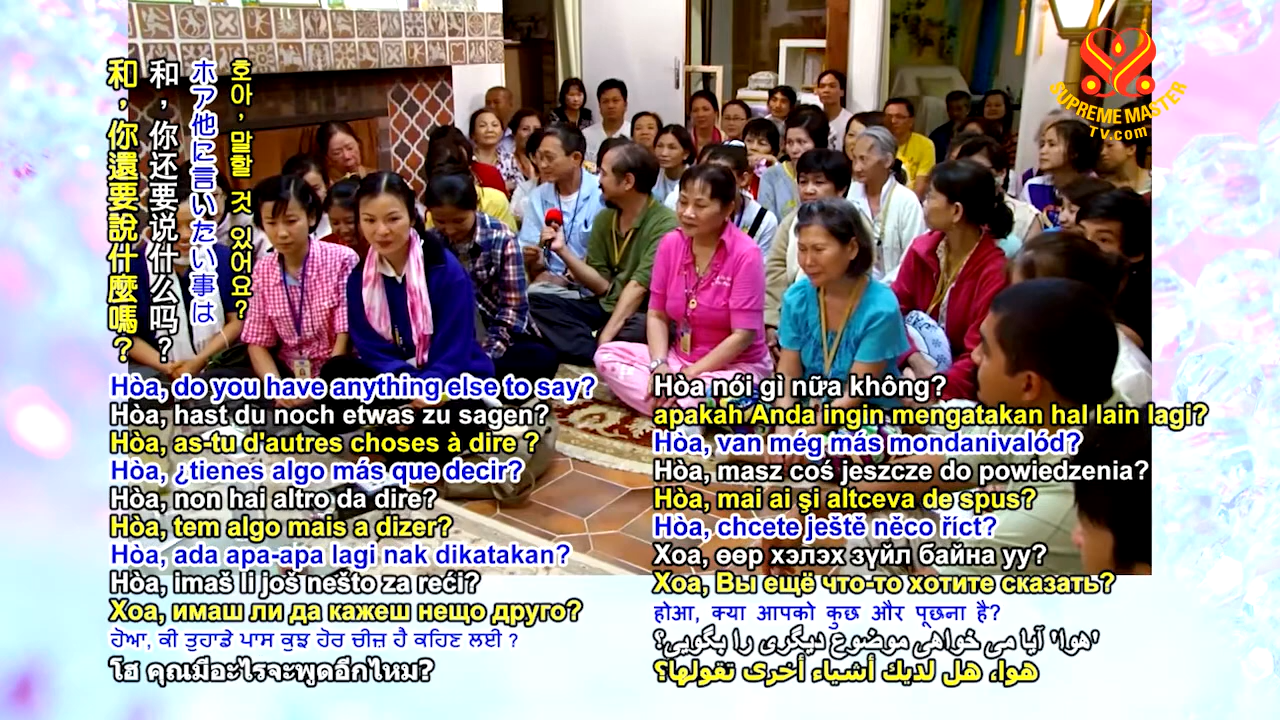 SUPREME MASTER
TV.com
호아, 말할 것 있어요?
ホア他に言いたい事は
和，你还要说什么吗？
和，你還要說什麼嗎？
Hòa, do you have anything else to say?
Hòa, hast du noch etwas zu sagen?
Hòa, as-tu d'autres choses à dire ?
Hòa, ¿tienes algo más que decir?
Hòa, non hai altro da dire?
Hòa, tem algo mais a dizer?
Hòa, ada apa-apa lagi nak dikatakan?
Hòa, imaš li još nešto za reći?
Хоа, имаш ли да кажеш нещо друго?
ਹੋਆ, ਕੀ ਤੁਹਾਡੇ ਪਾਸ ਕੁਝ ਹੋਰ ਚੀਜ਼ ਹੈ ਕਹਿਣ ਲਈ ?
โฮ คุณมีอะไรจะพูดอีกไหม?
Hòa nói gì nữa không?
apakah Anda ingin mengatakan hal lain lagi?
Hòa, van még más mondanivalód?
Hòa, masz coś jeszcze do powiedzenia?
Hòa, mai ai şi altceva de spus?
Hòa, chcete ještě něco říct?
Хоа, өөр хэлэх зүйл байна уу?
Хоа, Вы ещё что-то хотите сказать?
होआ, क्या आपको कुछ और पूछना है?
'هوا' آیا می خواهی موضوع دیگری را بگویی؟
هوا، هل لديك أشياء أخرى تقولها؟